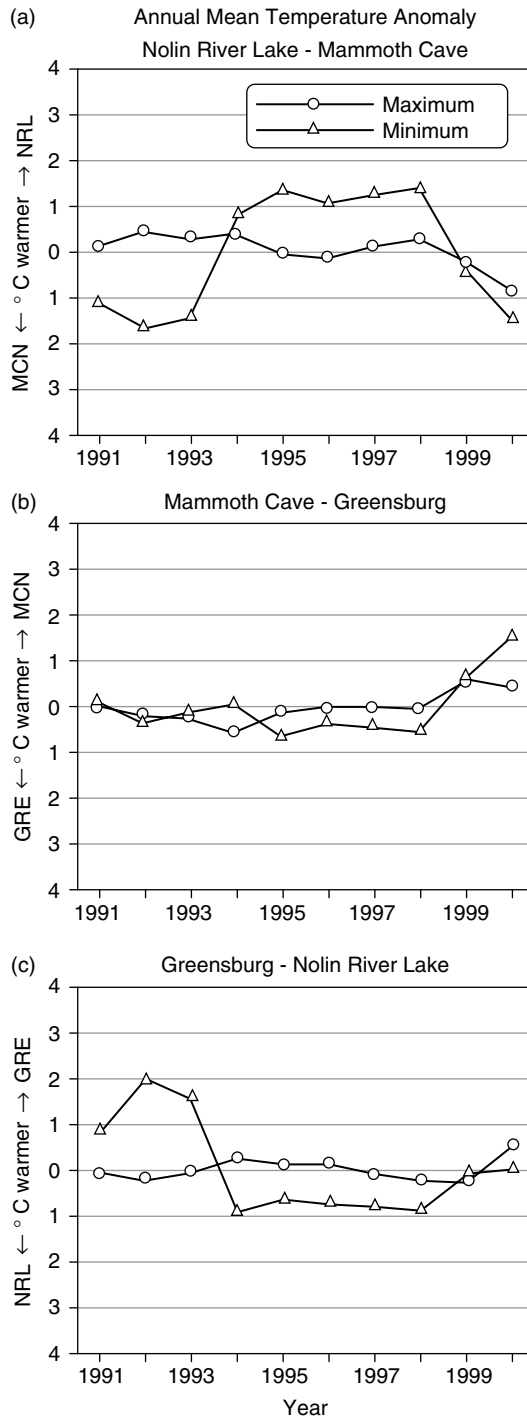 (a) Annual Mean Temperature Anomaly
Nolin River Lake - Mammoth Cave
Maximum
Minimum
MCN ← ° C warmer → NRL
4
3
2
1
0
1
2
3
4
1991 1993 1995 1997 1999
(b) Mammoth Cave - Greensburg
GRE ← ° C warmer → MCN
4
3
2
1
0
1
2
3
4
1991 1993 1995 1997 1999
(c) Greensburg - Nolin River Lake
NRL ← ° C warmer → GRE
4
3
2
1
0
1
2
3
4
1991 1993 1995 1997 1999
Year